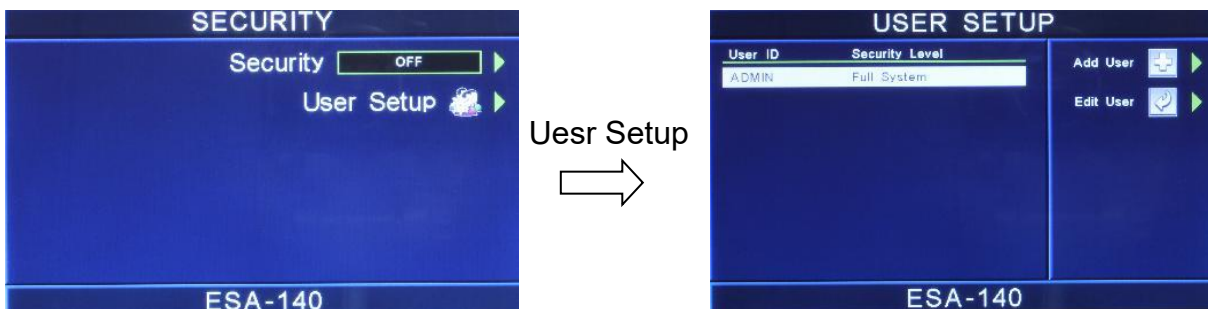 SECURITY
Security OFF
User Setup
ESA-140
Uesr Setup
USER SETUP
User ID Security Level
ADMIN Full System
Add User
Edit User
ESA-140